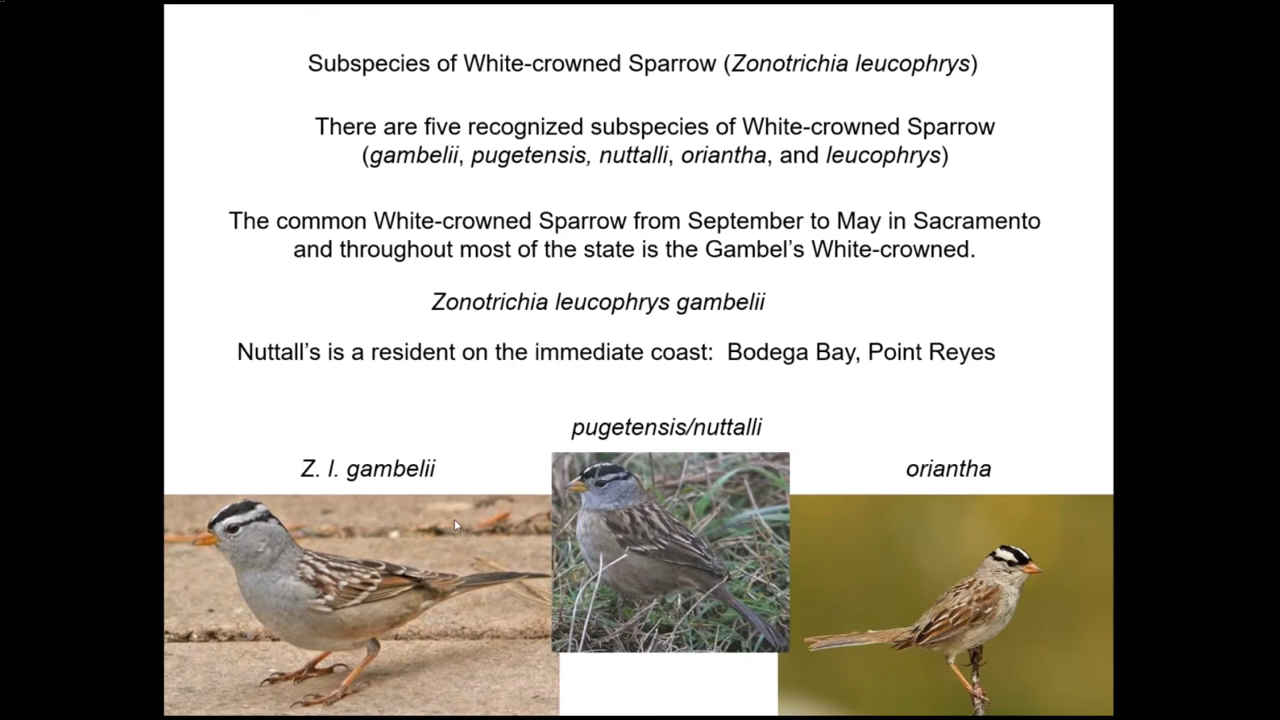 Subspecies of White-crowned Sparrow (Zonotrichia leucophrys)
There are five recognized subspecies of White-crowned Sparrow
(gambelii, pugetensis, nuttalli, oriantha, and leucophrys)
The common White-crowned Sparrow from September to May in Sacramento
and throughout most of the state is the Gambel’s White-crowned.
Zonotrichia leucophrys gambelii
Nuttall’s is a resident on the immediate coast:  Bodega Bay, Point Reyes
pugetensis/nuttalli
Z. l. gambelii
oriantha